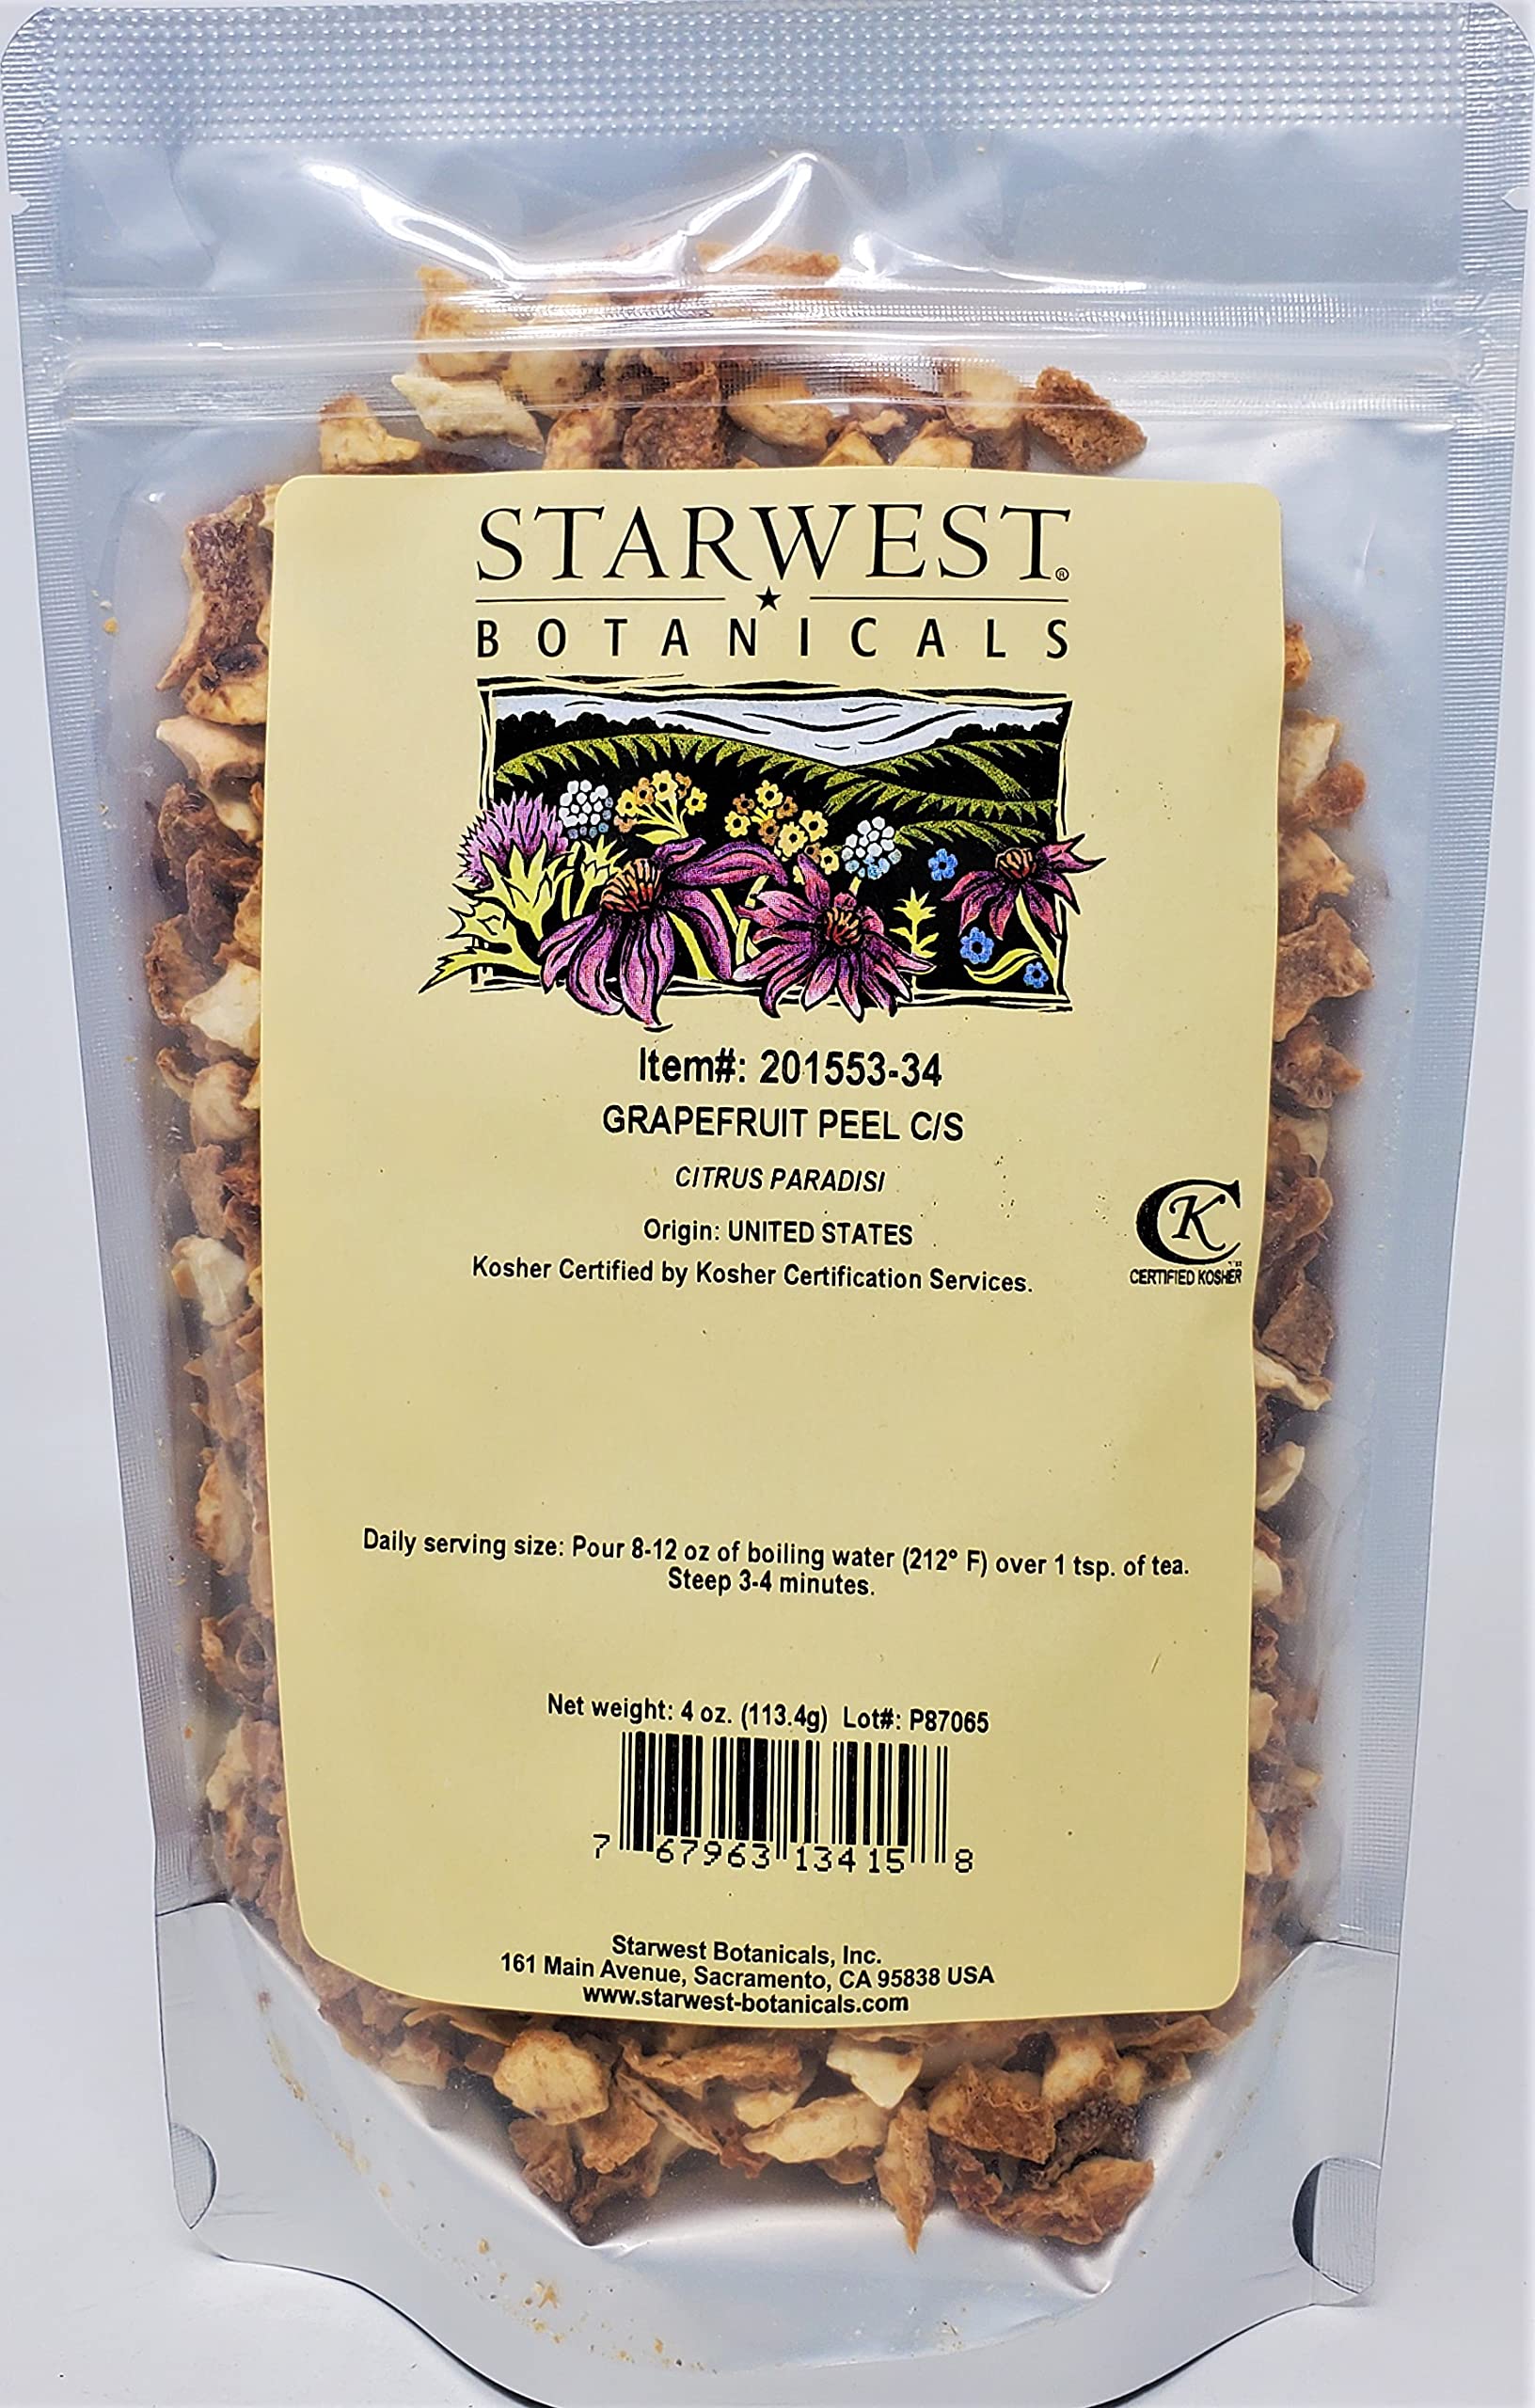 STARWEST®
BOTANICALS
Item#: 201553-34
GRAPEFRUIT PEEL C/S
CITRUS PARADISI
Origin: UNITED STATES
Kosher Certified by Kosher Certification Services.
CK
CERTIFIED KOSHER
Daily serving size: Pour 8-12 oz of boiling water (212° F) over 1 tsp. of tea.
Steep 3-4 minutes.
Net weight: 4 oz. (113.4g) Lot#: P87065
7 67963 13415 8
Starwest Botanicals, Inc.
161 Main Avenue, Sacramento, CA 95838 USA
www.starwest-botanicals.com